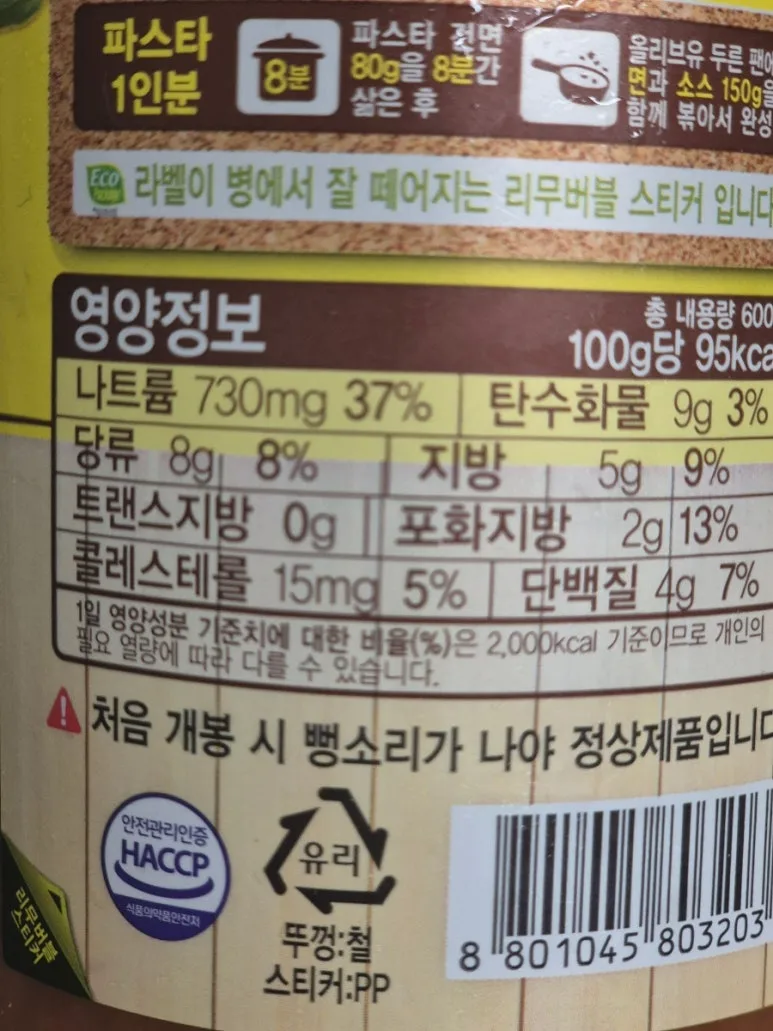 파스타
1인분
8분
파스타 건면
80g을 8분간
삶은 후
올리브유 두른 팬에
면과 소스 150g을
함께 볶아서 완성
Eco
라벨이 병에서 잘 떼어지는 리무버블 스티커 입니다
영양정보
총 내용량 600
100g당 95kca
나트륨 730mg 37% 탄수화물 9g 3%
당류 8g 8% 지방 5g 9%
트랜스지방 0g 포화지방 2g 13%
콜레스테롤 15mg 5% 단백질 4g 7%
1일 영양성분 기준치에 대한 비율(%)은 2,000kcal 기준이므로 개인의
필요 열량에 따라 다를 수 있습니다.
처음 개봉 시 뻥소리가 나야 정상제품입니다
안전관리인증
HACCP
식품의약품안전처
유리
뚜껑:철
스티커:PP
8 801045 803203
리무버블
스티커